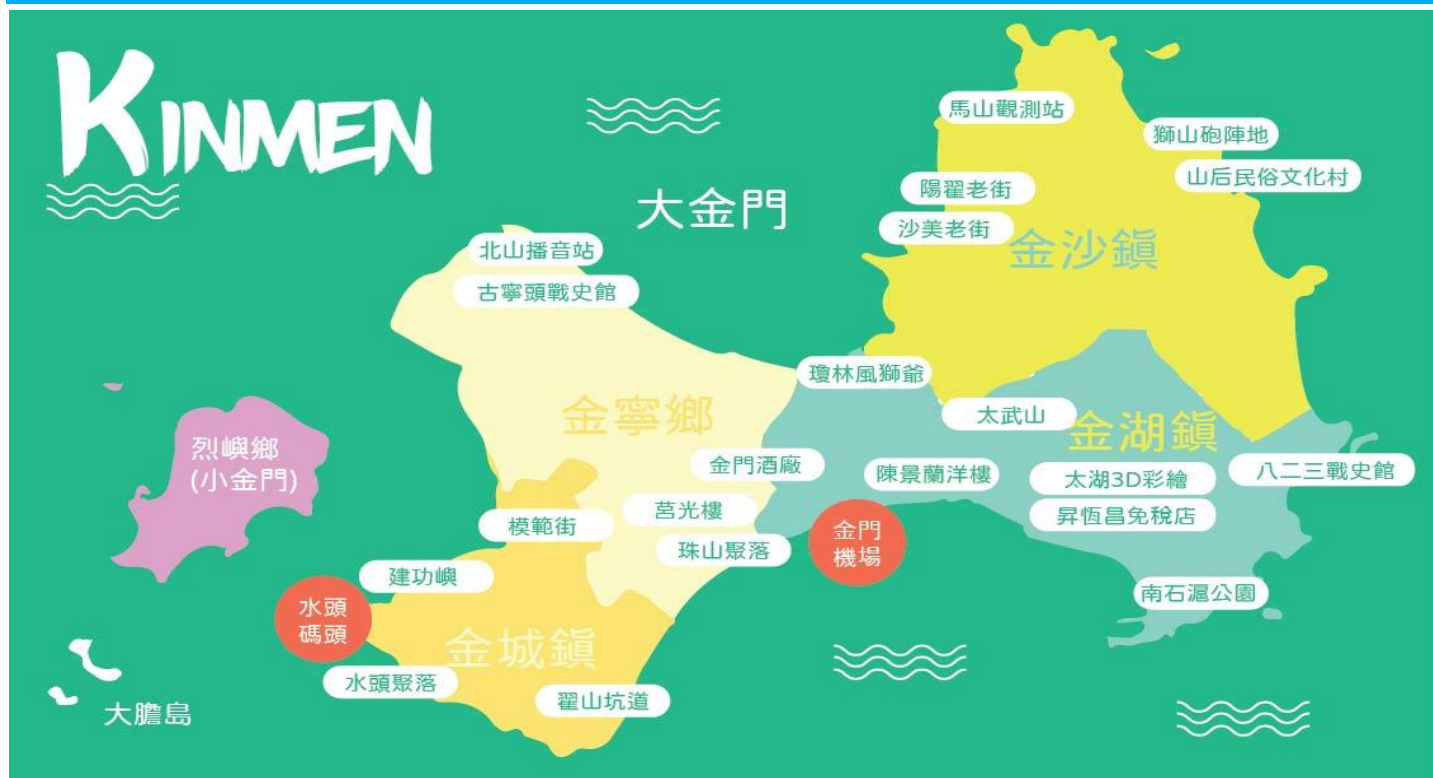 KINMEN
大金門
馬山觀測站
獅山砲陣地
山后民俗文化村
陽翟老街
沙美老街
金沙鎮
北山播音站
古寧頭戰史館
瓊林風獅爺
太武山
金寧鄉
金湖鎮
烈嶼鄉
(小金門)
金門酒廠
陳景蘭洋樓
太湖3D彩繪
八二三戰史館
莒光樓
昇恆昌免稅店
模範街
珠山聚落
金門
機場
建功嶼
南石滬公園
水頭
碼頭
金城鎮
水頭聚落
翟山坑道
大膽島